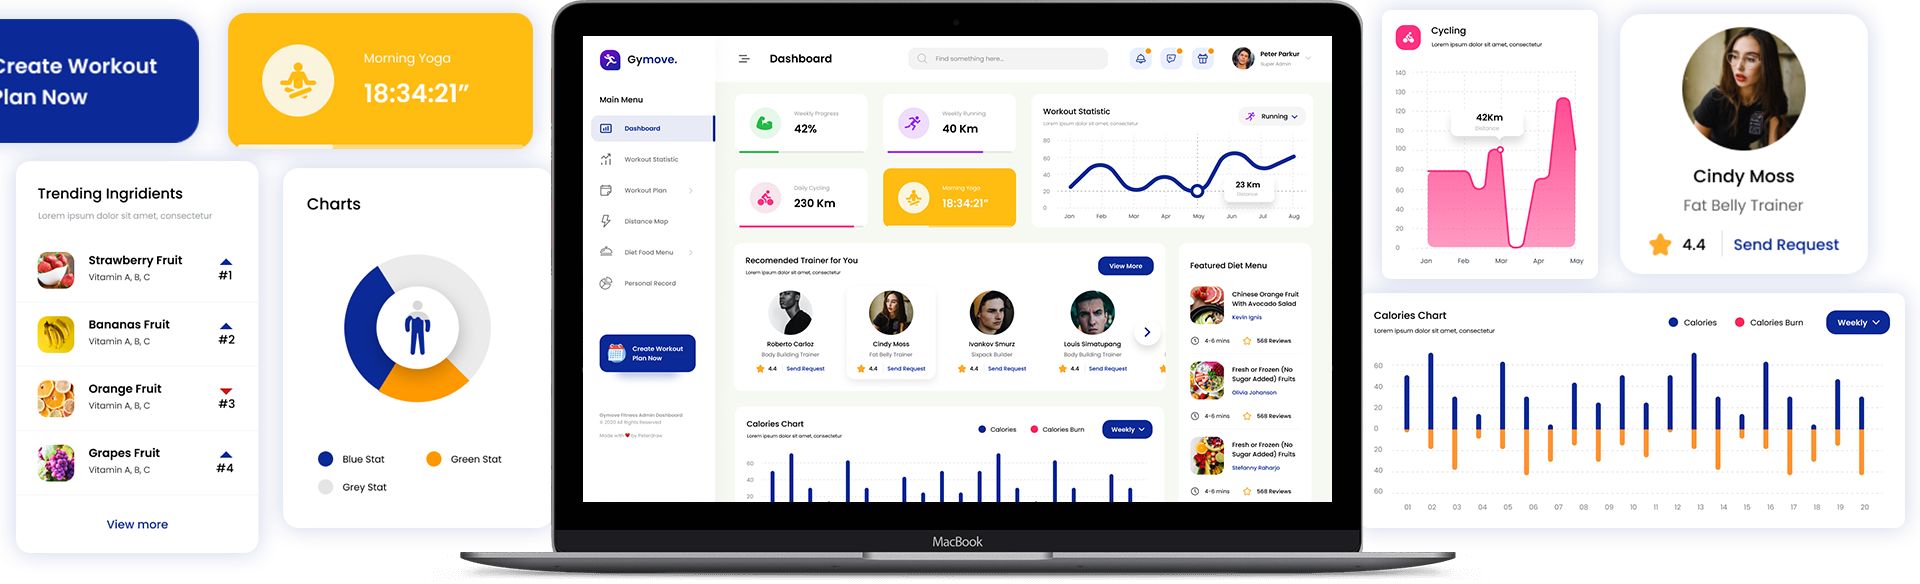 Create Workout
Plan Now
Morning Yoga
18:34:21”
Trending Ingridients
Lorem ipsum dolor sit amet, consectetur
Strawberry Fruit
Vitamin A, B, C
#1
Bananas Fruit
Vitamin A, B, C
#2
Orange Fruit
Vitamin A, B, C
#3
Grapes Fruit
Vitamin A, B, C
#4
View more
Charts
Blue Stat
Green Stat
Grey Stat
Gymove.
Main Menu
Dashboard
Workout Statistic
Workout Plan
Distance Map
Diet Food Menu
Personal Record
Create Workout
Plan Now
Gymove Fitness Admin Dashboard
© 2020 All Rights Reserved
Made with ❤ by Peterdraw
Dashboard
Find something here...
Peter Parkur
Super Admin
Weekly Progress
42%
Weekly Running
40 Km
Daily Cycling
230 Km
Morning Yoga
18:34:21”
Workout Statistic
Lorem ipsum dolor sit amet, consectetur
Running
80
60
40
20
0
23 Km
Distance
Jan Feb Mar Apr May Jun Jul Aug
Recomended Trainer for You
Lorem ipsum dolor sit amet, consectetur
View More
Roberto Carloz
Body Building Trainer
4.4 Send Request
Cindy Moss
Fat Belly Trainer
4.4 Send Request
Ivankov Smurz
Sixpack Builder
4.4 Send Request
Louis Simatupang
Body Building Trainer
4.4 Send Request
Calories Chart
Lorem ipsum dolor sit amet, consectetur
Calories
Calories Burn
Weekly
60
40
20
Featured Diet Menu
Chinese Orange Fruit
With Avocado Salad
Kevin Ignis
4-6 mins 568 Reviews
Fresh or Frozen (No
Sugar Added) Fruits
Olivia Johanson
4-6 mins 568 Reviews
Fresh or Frozen (No
Sugar Added) Fruits
Stefanny Raharjo
4-6 mins 568 Reviews
MacBook
Cycling
Lorem ipsum dolor sit amet, consectetur
140
130
120
110
100
80
60
40
20
0
42Km
Distance
Jan Feb Mar Apr May
Cindy Moss
Fat Belly Trainer
4.4 Send Request
Calories Chart
Lorem ipsum dolor sit amet, consectetur
Calories
Calories Burn
Weekly
60
40
20
0
20
40
60
01 02 03 04 05 06 07 08 09 10 11 12 13 14 15 16 17 18 19 20